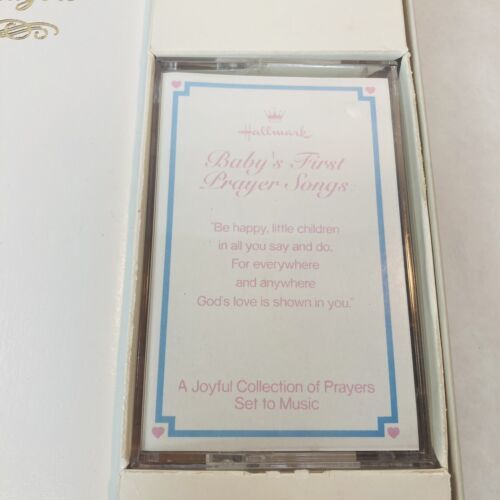 Hallmark
Baby's First
Prayer Songs
"Be happy, little children
in all you say and do.
For everywhere
and anywhere
God's love is shown in you."
A Joyful Collection of Prayers
Set to Music